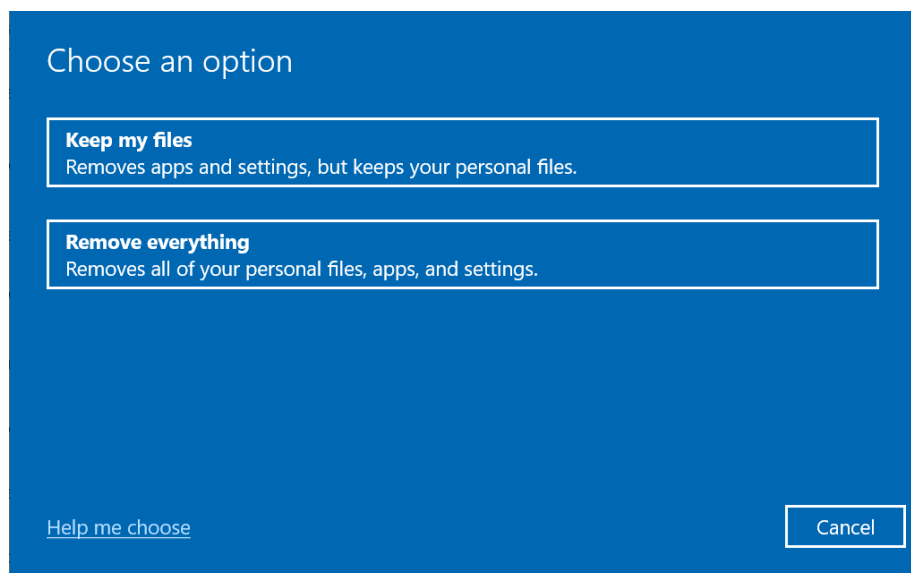 Choose an option
Keep my files
Removes apps and settings, but keeps your personal files.
Remove everything
Removes all of your personal files, apps, and settings.
Help me choose
Cancel